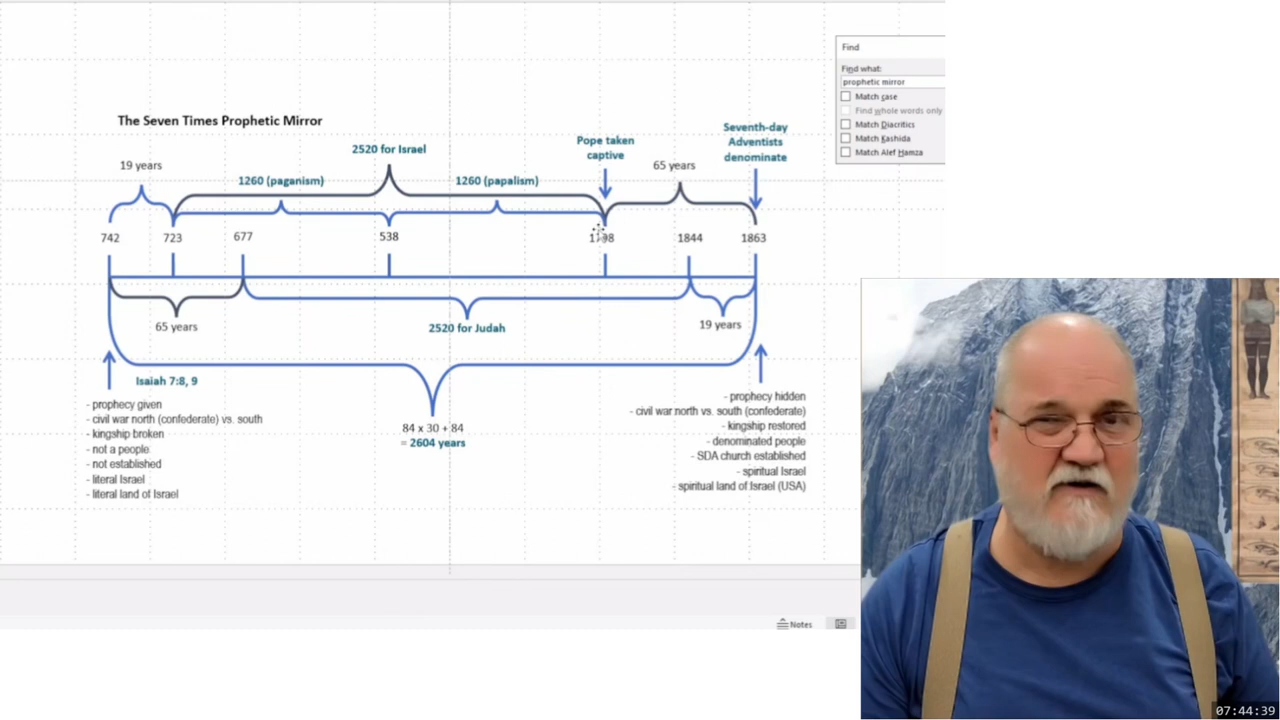 The Seven Times Prophetic Mirror
Find
Find what:
prophetic mirror
Match case
Find whole words only
Match Diacritics
Match Kashida
Match Alef Hamza
Seventh-day
Adventists
denominate
Pope taken
captive
2520 for Israel
19 years
65 years
1260 (paganism)
1260 (papalism)
742
723
677
538
1844
1863
65 years
2520 for Judah
19 years
Isaiah 7:8, 9
- prophecy given
- civil war north (confederate) vs. south
- kingship broken
- not a people
- not established
- literal Israel
- literal land of Israel
84 x 30 + 84
= 2604 years
- prophecy hidden
- civil war north vs. south (confederate)
- kingship restored
- denominated people
- SDA church established
- spiritual Israel
- spiritual land of Israel (USA)
Notes
07:44:39